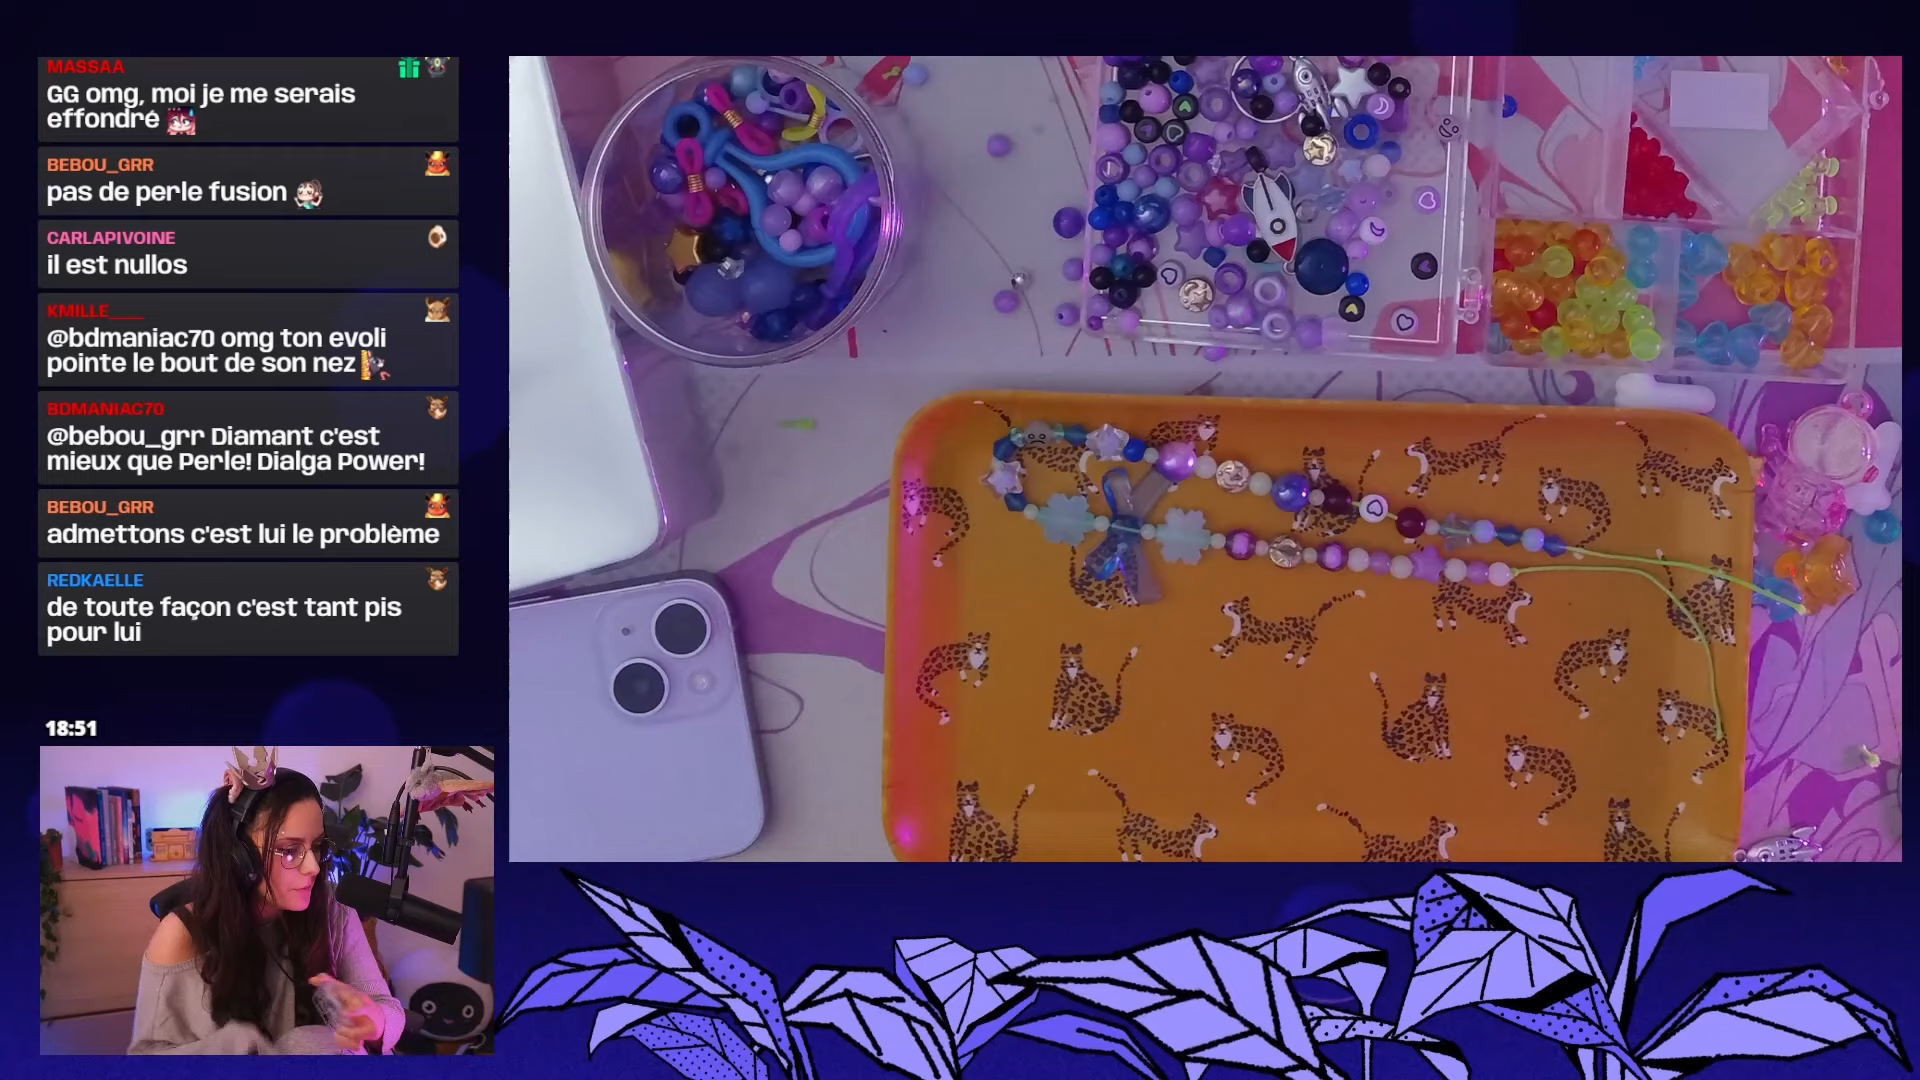 MASSAA
GG omg, moi je me serais
effondré
BEBOU_GRR
pas de perle fusion
CARLAPIVOINE
il est nullos
KMILLE____
@bdmaniac70 omg ton evoli
pointe le bout de son nez
BDMANIAC70
@bebou_grr Diamant c'est
mieux que Perle! Dialga Power!
BEBOU_GRR
admettons c'est lui le problème
REDKAELLE
de toute façon c'est tant pis
pour lui
18:51